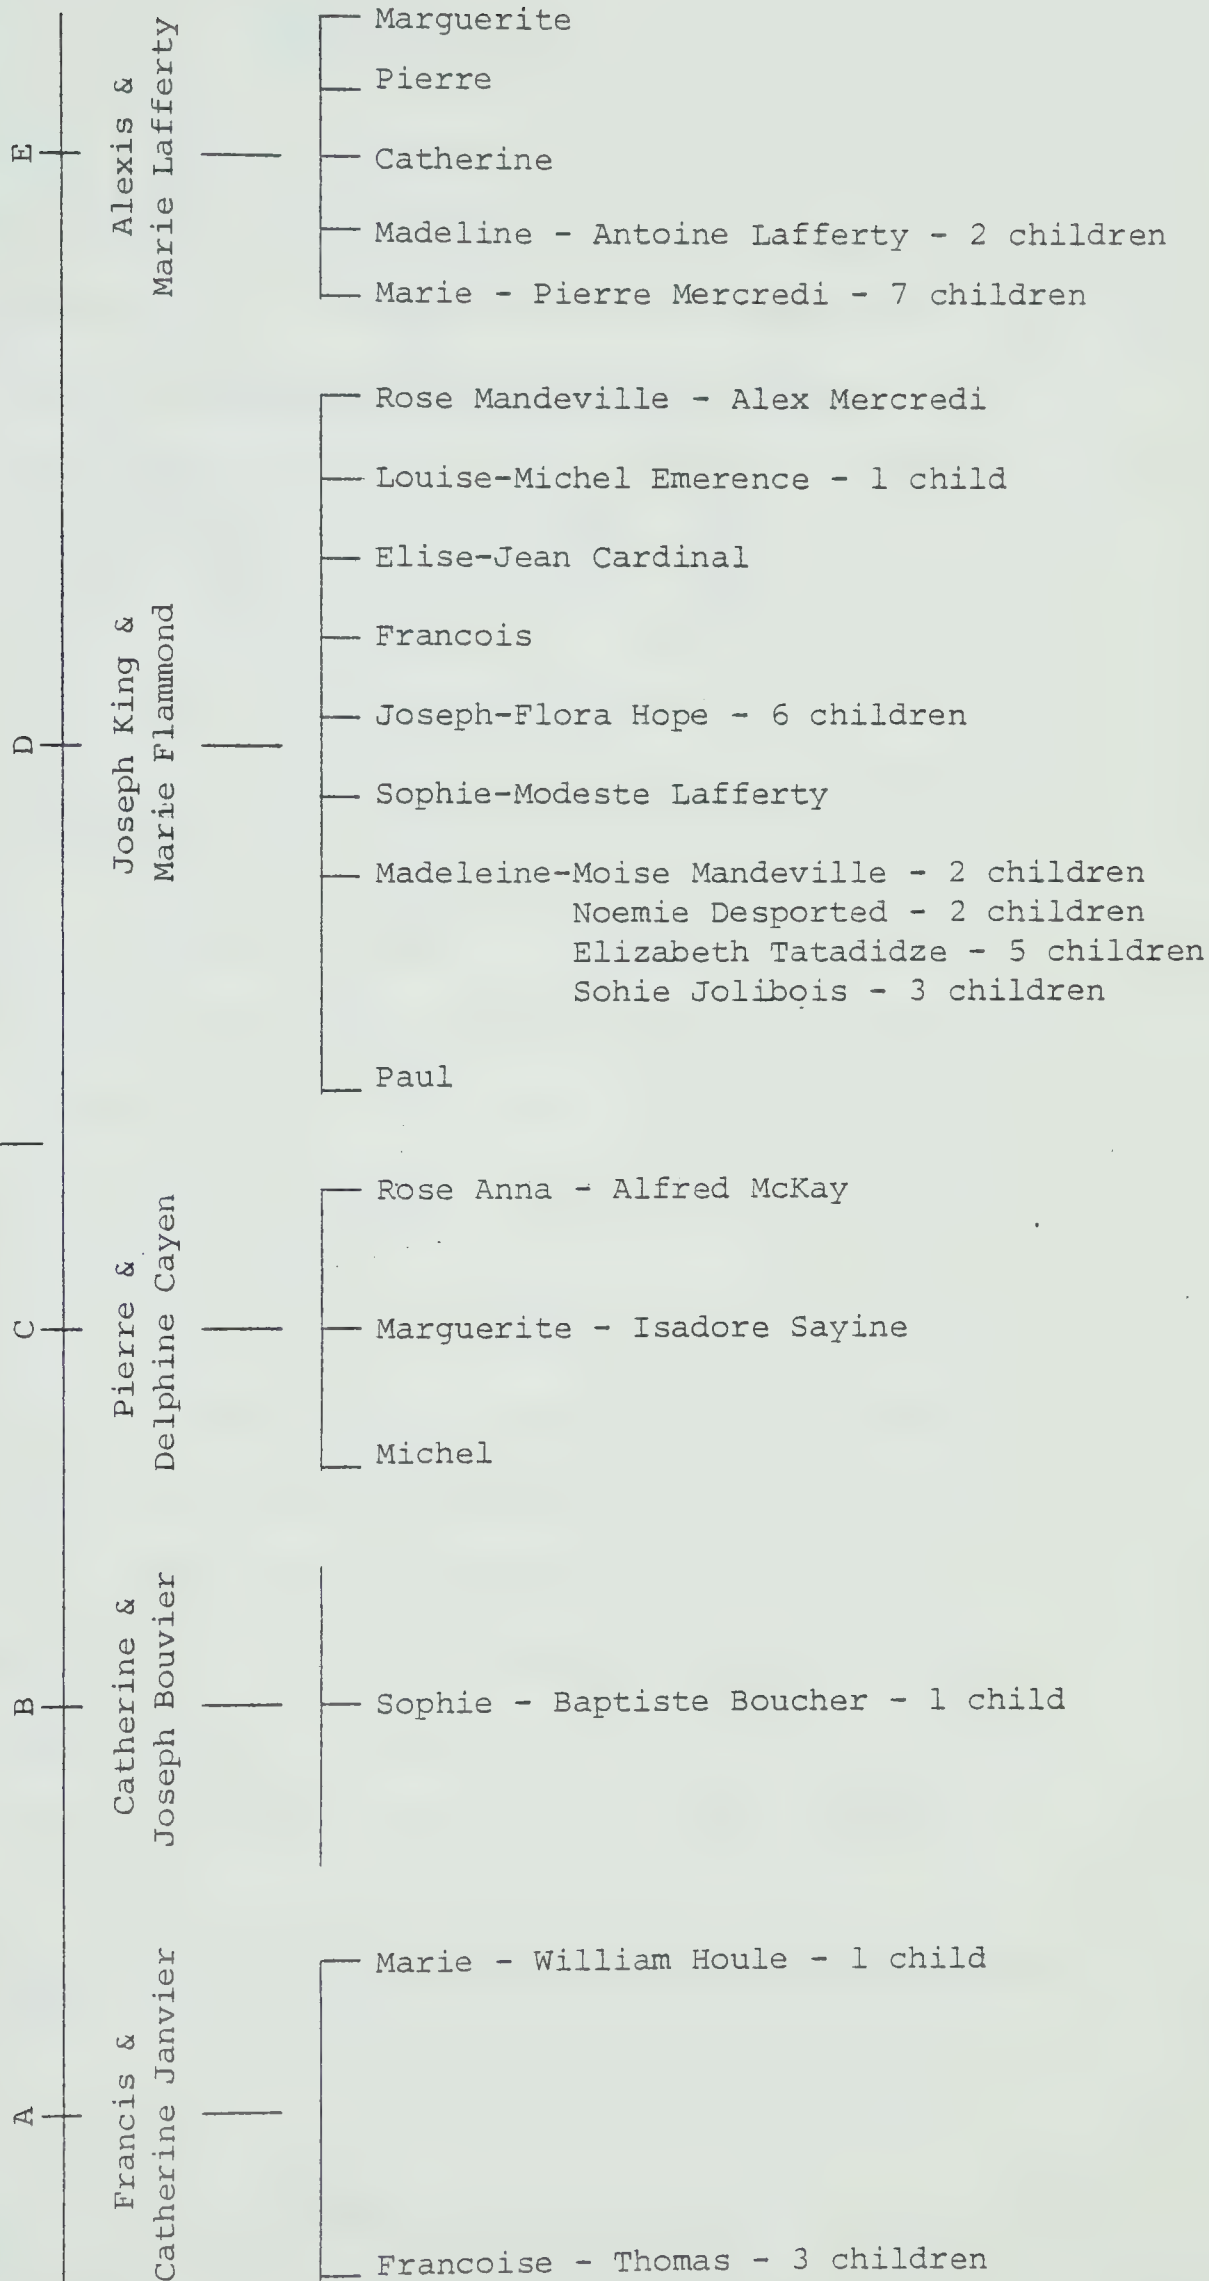 E
Alexis &
Marie Lafferty
Marguerite
Pierre
Catherine
Madeline - Antoine Lafferty - 2 children
Marie - Pierre Mercredi - 7 children
D
Joseph King &
Marie Flammond
Rose Mandeville - Alex Mercredi
Louise-Michel Emerence - 1 child
Elise-Jean Cardinal
Francois
Joseph-Flora Hope - 6 children
Sophie-Modeste Lafferty
Madeleine-Moise Mandeville - 2 children
Noemie Desported - 2 children
Elizabeth Tatadidze - 5 children
Sohie Jolibois - 3 children
Paul
C
Pierre &
Delphine Cayen
Rose Anna - Alfred McKay
Marguerite - Isadore Sayine
Michel
B
Catherine &
Joseph Bouvier
Sophie - Baptiste Boucher - 1 child
A
Francis &
Catherine Janvier
Marie - William Houle - 1 child
Francoise - Thomas - 3 children